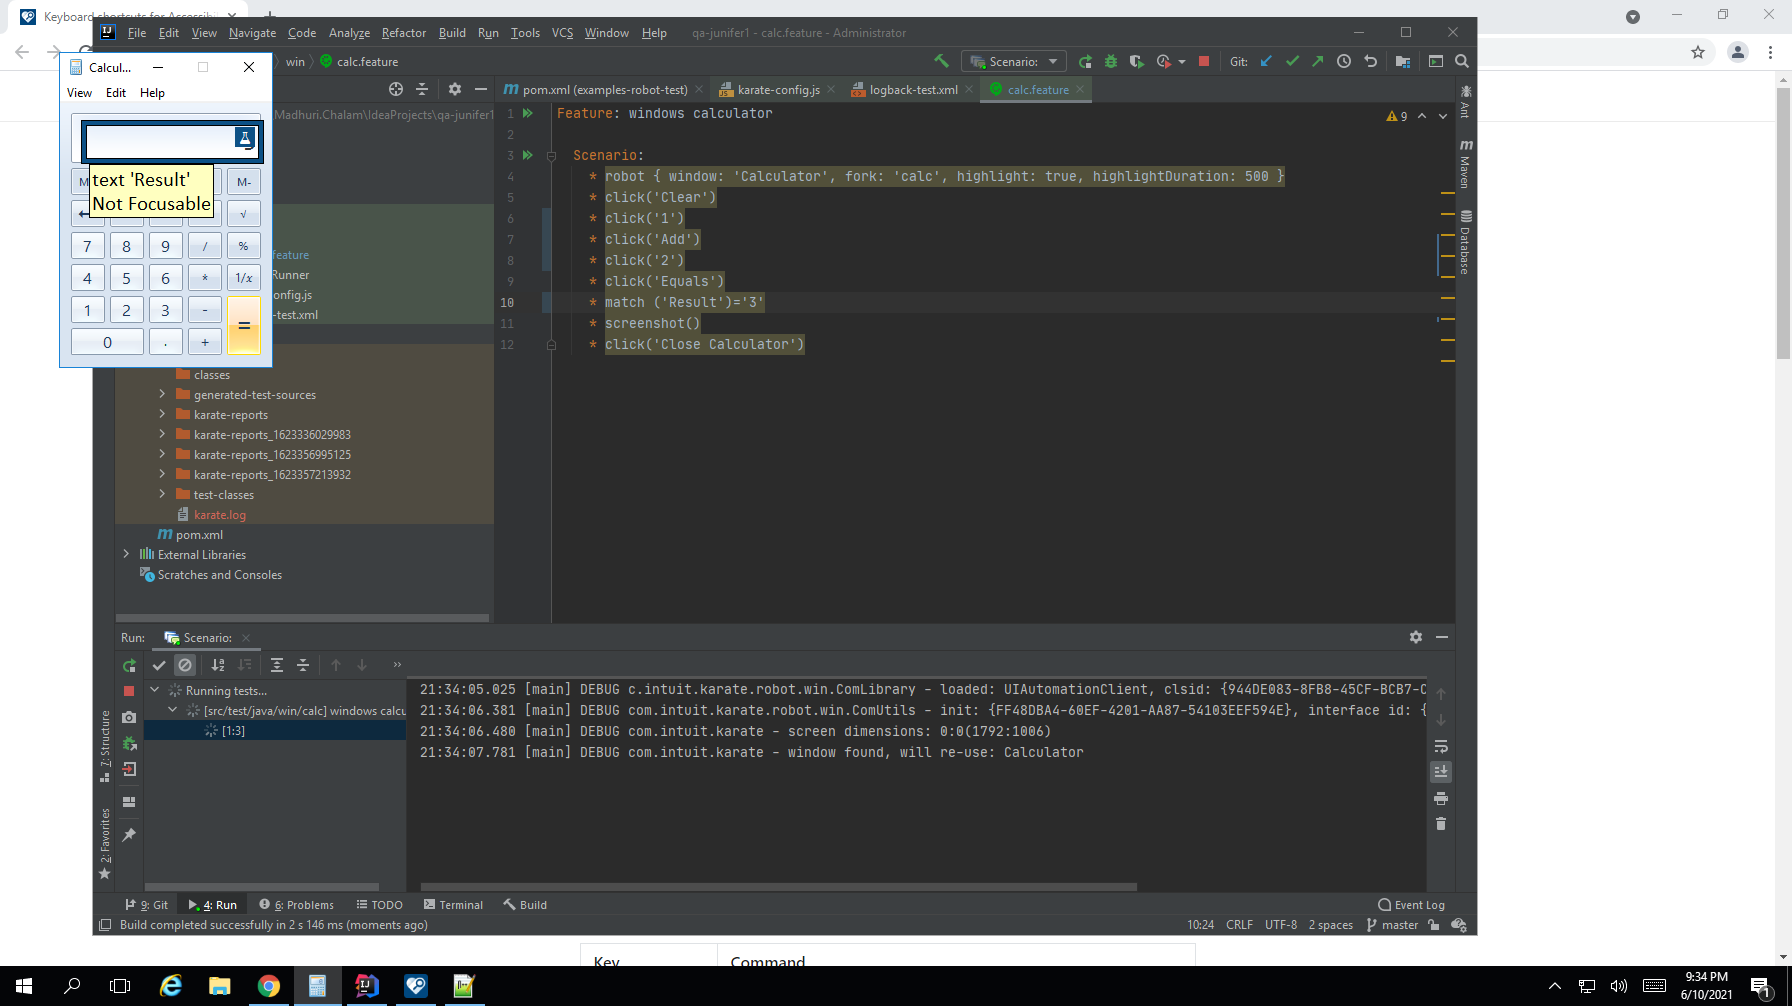 Keyboard shortcuts for Accessibi
File Edit View Navigate Code Analyze Refactor Build Run Tools VCS Window Help qa-junifer1 - calc.feature - Administrator
win calc.feature
Scenario:
Git:
Calcul...
View Edit Help
pom.xml (examples-robot-test) karate-config.js logback-test.xml calc.feature
Madhuri.Chalam\IdeaProjects\qa-junifer1
text 'Result'
Not Focusable
M-
← √
7 8 9 / %
4 5 6 * 1/x
1 2 3 - =
0 . +
feature
Runner
onfig.js
-test.xml
classes
generated-test-sources
karate-reports
karate-reports_1623336029983
karate-reports_1623356995125
karate-reports_1623357213932
test-classes
karate.log
pom.xml
External Libraries
Scratches and Consoles
1 Feature: windows calculator
2
3 Scenario:
4 * robot { window: 'Calculator', fork: 'calc', highlight: true, highlightDuration: 500 }
5 * click('Clear')
6 * click('1')
7 * click('Add')
8 * click('2')
9 * click('Equals')
10 * match ('Result')='3'
11 * screenshot()
12 * click('Close Calculator')
9
Ant
Maven
Database
Run: Scenario:
Running tests...
[src/test/java/win/calc] windows calcu
[1:3]
21:34:05.025 [main] DEBUG c.intuit.karate.robot.win.ComLibrary - loaded: UIAutomationClient, clsid: {944DE083-8FB8-45CF-BCB7-C
21:34:06.381 [main] DEBUG com.intuit.karate.robot.win.ComUtils - init: {FF48DBA4-60EF-4201-AA87-54103EEF594E}, interface id: {
21:34:06.480 [main] DEBUG com.intuit.karate - screen dimensions: 0:0(1792:1006)
21:34:07.781 [main] DEBUG com.intuit.karate - window found, will re-use: Calculator
7: Structure
2: Favorites
9: Git 4: Run 6: Problems TODO Terminal Build Event Log
Build completed successfully in 2 s 146 ms (moments ago) 10:24 CRLF UTF-8 2 spaces master
Key Command
9:34 PM
6/10/2021
1